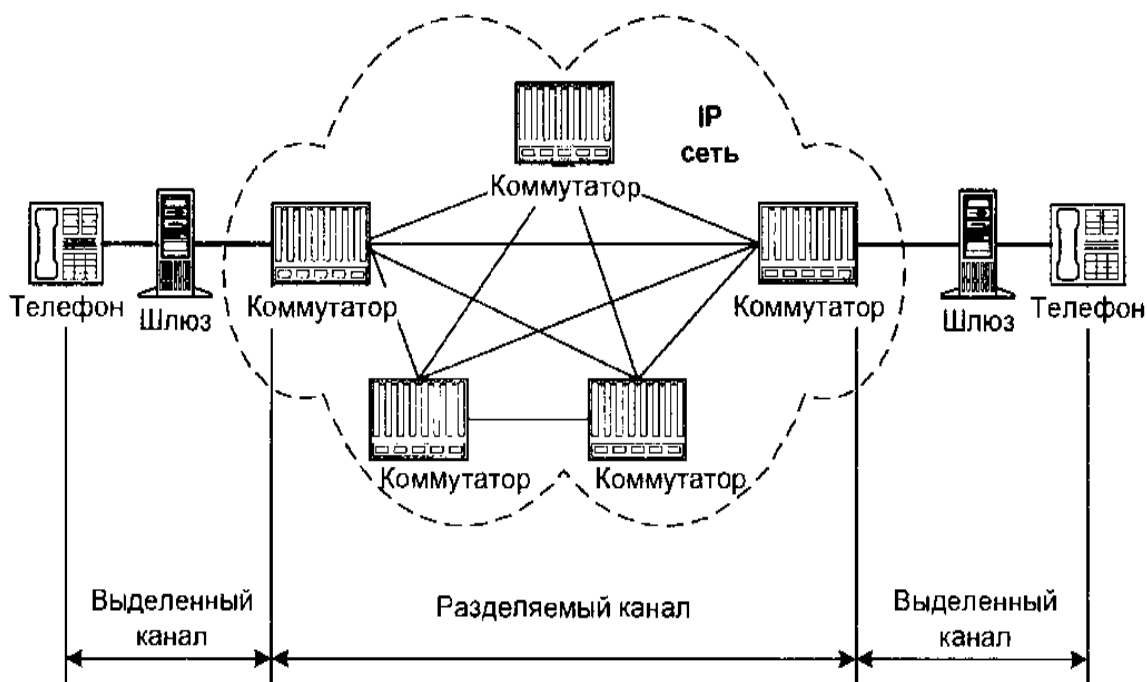 IP
сеть
Коммутатор
Телефон
Шлюз
Коммутатор
Коммутатор
Шлюз
Телефон
Коммутатор
Коммутатор
Выделенный
канал
Разделяемый канал
Выделенный
канал